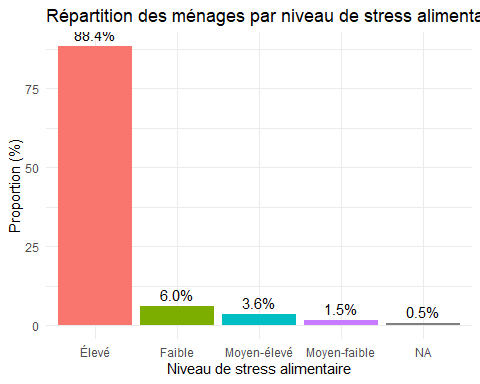 Répartition des ménages par niveau de stress alimenta
88.4%
75
50
25
0
6.0%
3.6%
1.5%
0.5%
Proportion (%)
Élevé Faible Moyen-élevé Moyen-faible NA
Niveau de stress alimentaire